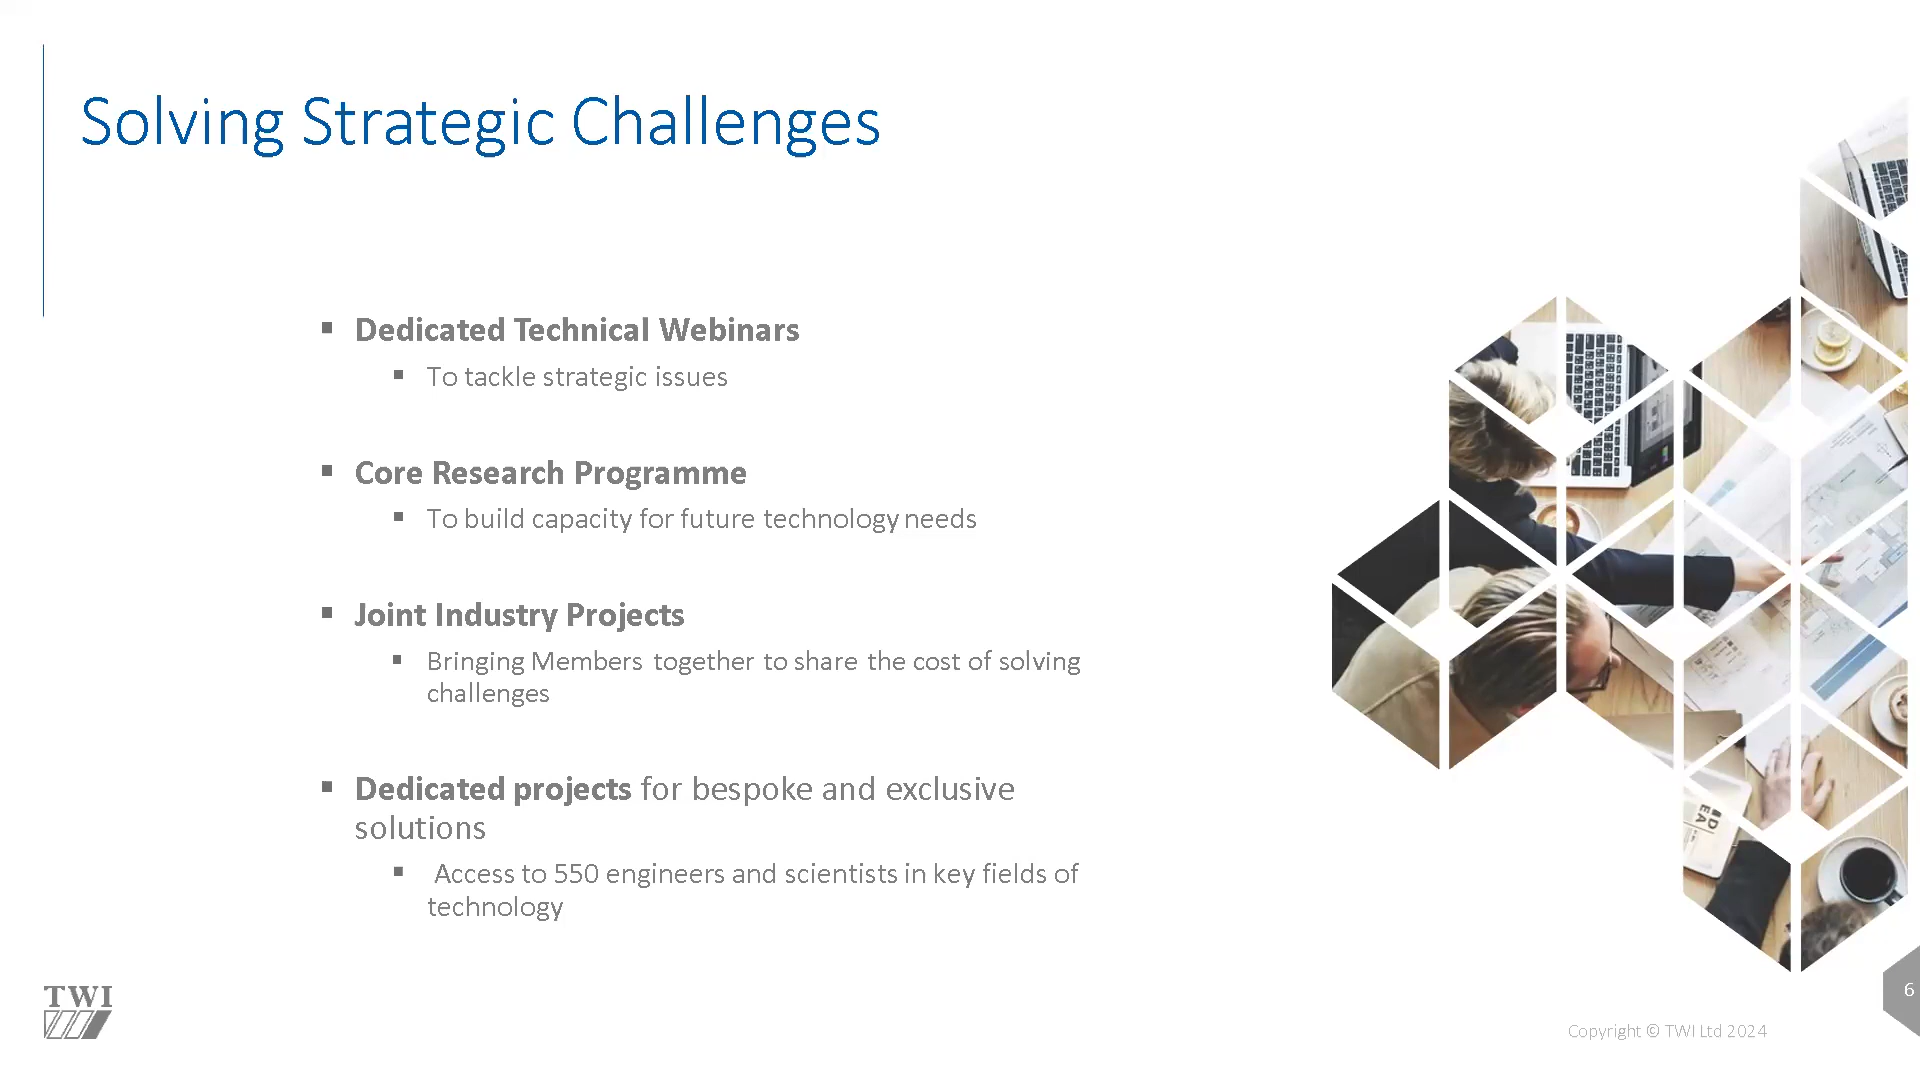 Solving Strategic Challenges
▪ Dedicated Technical Webinars
▪ To tackle strategic issues
▪ Core Research Programme
▪ To build capacity for future technology needs
▪ Joint Industry Projects
▪ Bringing Members together to share the cost of solving
challenges
▪ Dedicated projects for bespoke and exclusive
solutions
▪ Access to 550 engineers and scientists in key fields of
technology
TWI
6
Copyright © TWI Ltd 2024